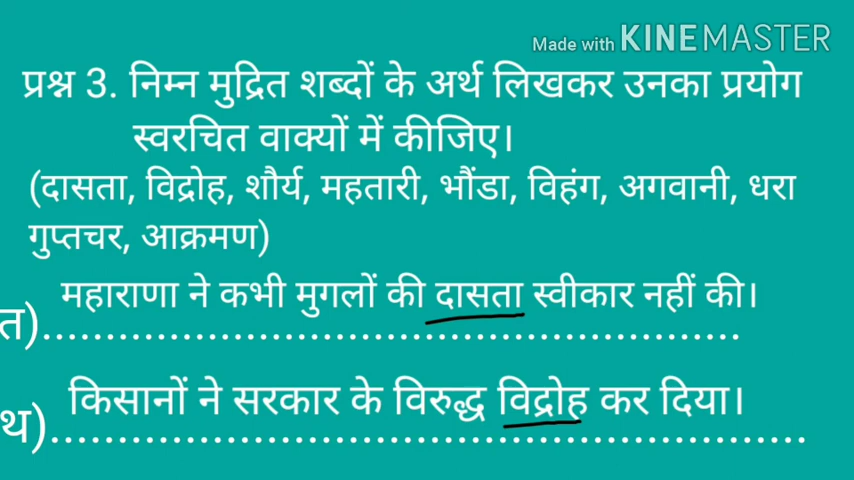 Made with KINEMASTER
प्रश्न 3. निम्न मुद्रित शब्दों के अर्थ लिखकर उनका प्रयोग
स्वरचित वाक्यों में कीजिए।
(दासता, विद्रोह, शौर्य, महतारी, भौंडा, विहंग, अगवानी, धरा
गुप्तचर, आक्रमण)
महाराणा ने कभी मुगलों की दासता स्वीकार नहीं की।
त)..........................................................
किसानों ने सरकार के विरुद्ध विद्रोह कर दिया।
थ)...............................................................